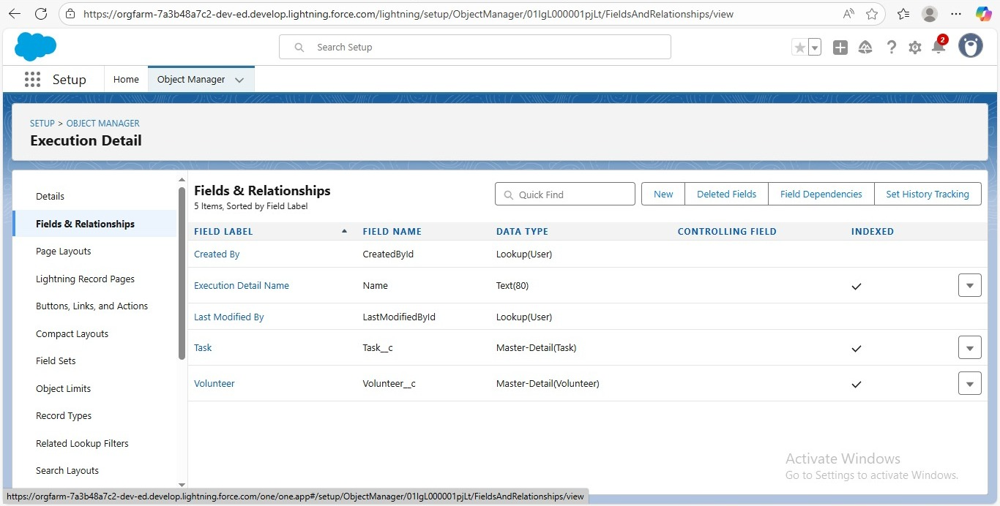 https://orgfarm-7a3b48a7c2-dev-ed.develop.lightning.force.com/lightning/setup/ObjectManager/01IgL000001pjLt/FieldsAndRelationships/view
Search Setup
2
Setup
Home
Object Manager
SETUP > OBJECT MANAGER
Execution Detail
Details
Fields & Relationships
Page Layouts
Lightning Record Pages
Buttons, Links, and Actions
Compact Layouts
Field Sets
Object Limits
Record Types
Related Lookup Filters
Search Layouts
Fields & Relationships
5 Items, Sorted by Field Label
Quick Find
New
Deleted Fields
Field Dependencies
Set History Tracking
FIELD LABEL FIELD NAME DATA TYPE CONTROLLING FIELD INDEXED
Created By CreatedById Lookup(User)
Execution Detail Name Name Text(80)
Last Modified By LastModifiedById Lookup(User)
Task Task__c Master-Detail(Task)
Volunteer Volunteer__c Master-Detail(Volunteer)
Activate Windows
Go to Settings to activate Windows.
https://orgfarm-7a3b48a7c2-dev-ed.develop.lightning.force.com/one/one.app#/setup/ObjectManager/01IgL000001pjLt/FieldsAndRelationships/view